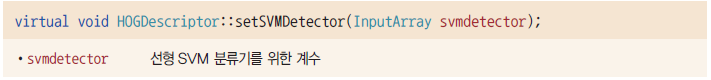 virtual void HOGDescriptor::setSVMDetector(InputArray svmdetector);
• svmdetector 선형 SVM 분류기를 위한 계수